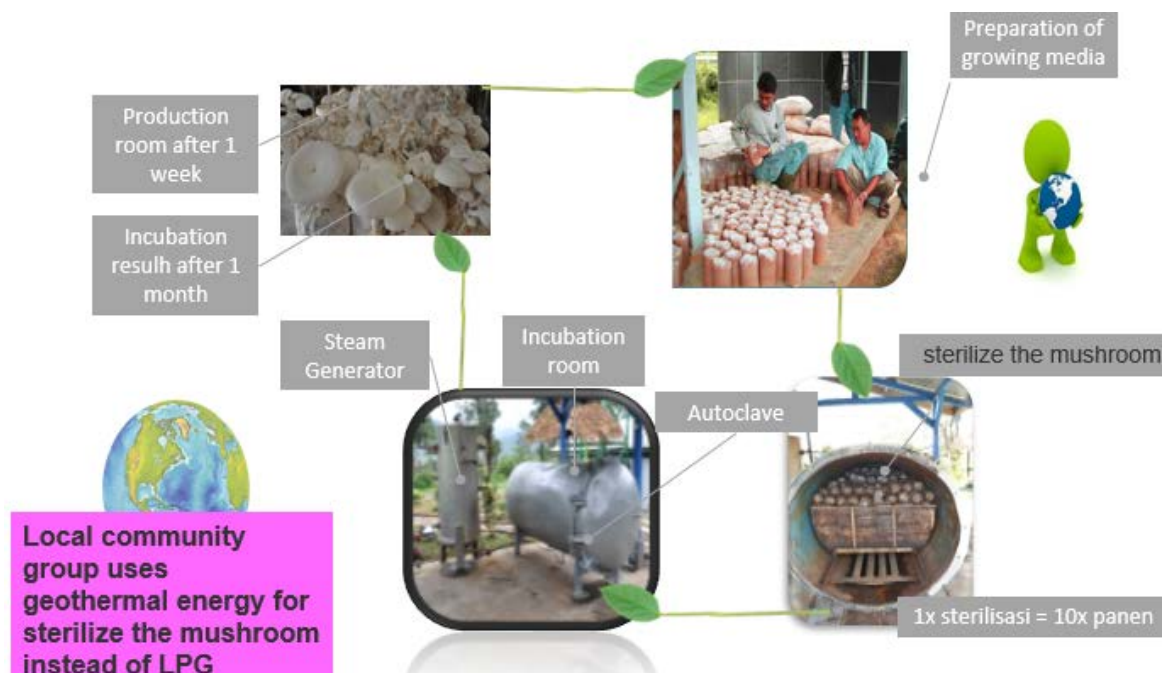 Preparation of
growing media
Production
room after 1
week
Incubation
resulh after 1
month
Steam
Generator
Incubation
room
sterilize the mushroom
Autoclave
Local community
group uses
geothermal energy for
sterilize the mushroom
instead of LPG
1x sterilisasi = 10x panen